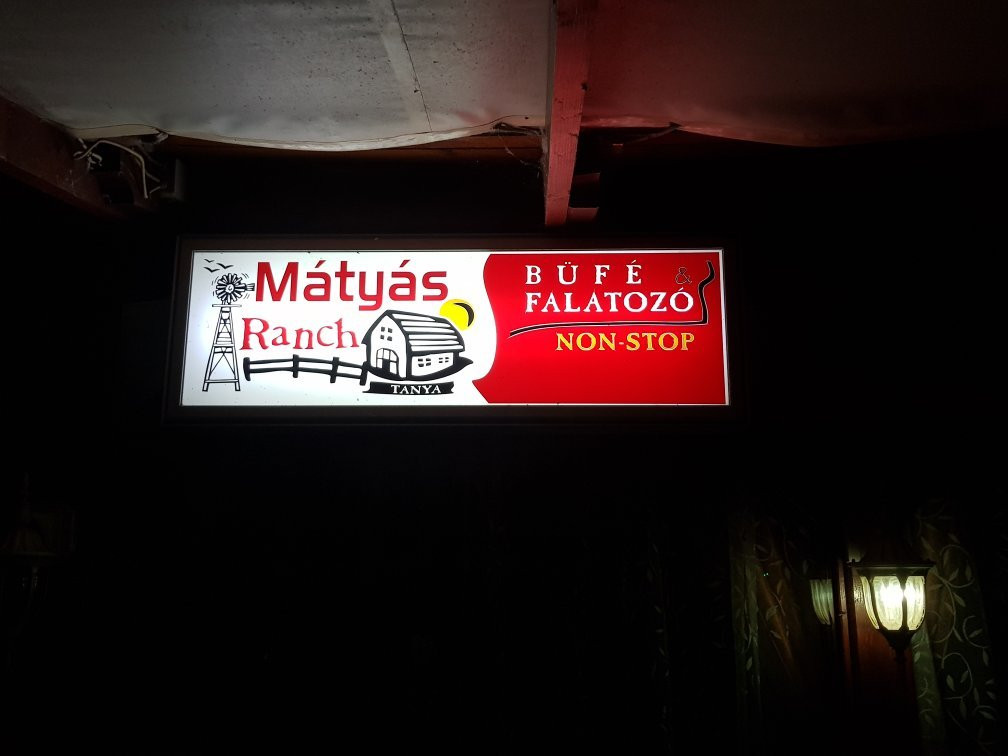 Mátyás
Ranch
TANYA
BÜFÉ &
FALATOZÓ
NON-STOP